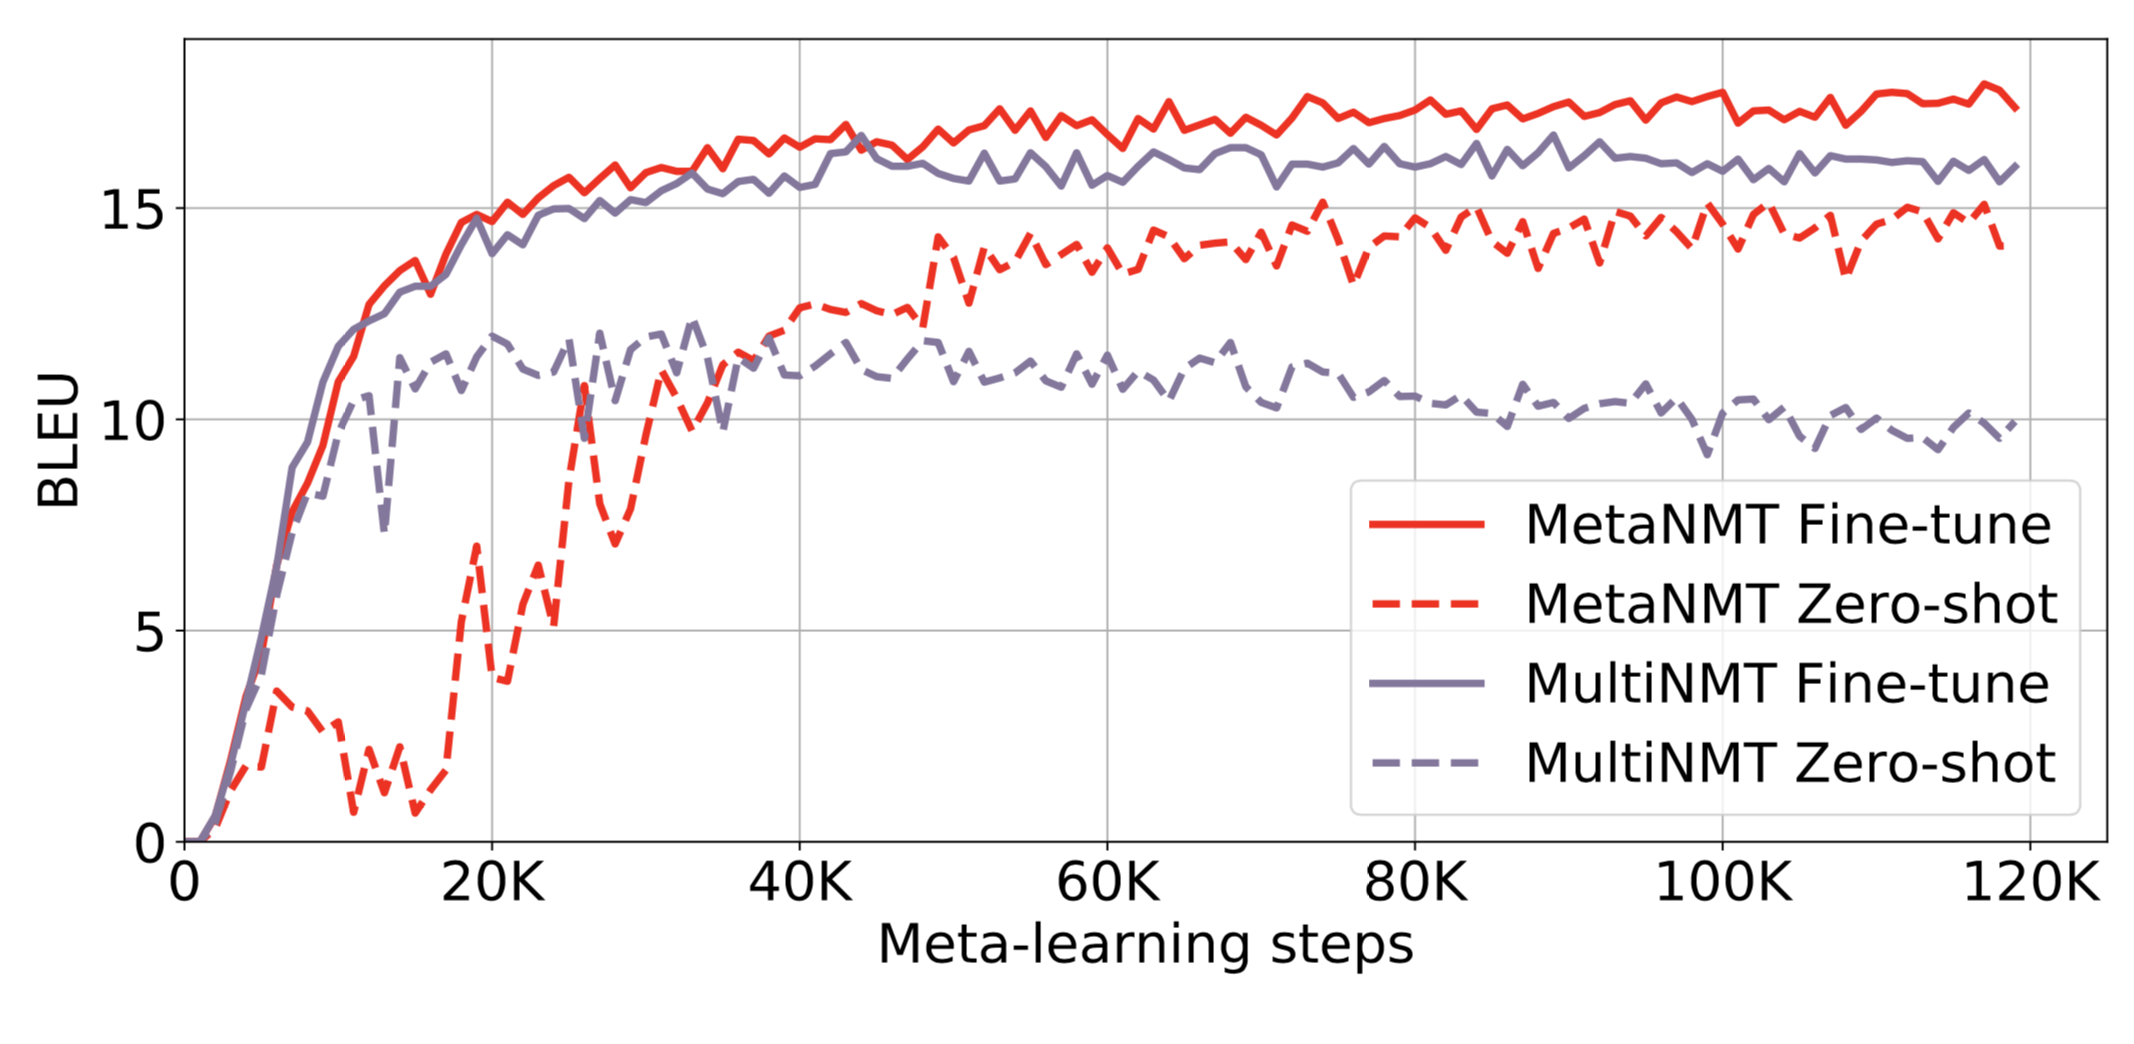 15
10
5
0
BLEU
0 20K 40K 60K 80K 100K 120K
Meta-learning steps
MetaNMT Fine-tune
MetaNMT Zero-shot
MultiNMT Fine-tune
MultiNMT Zero-shot